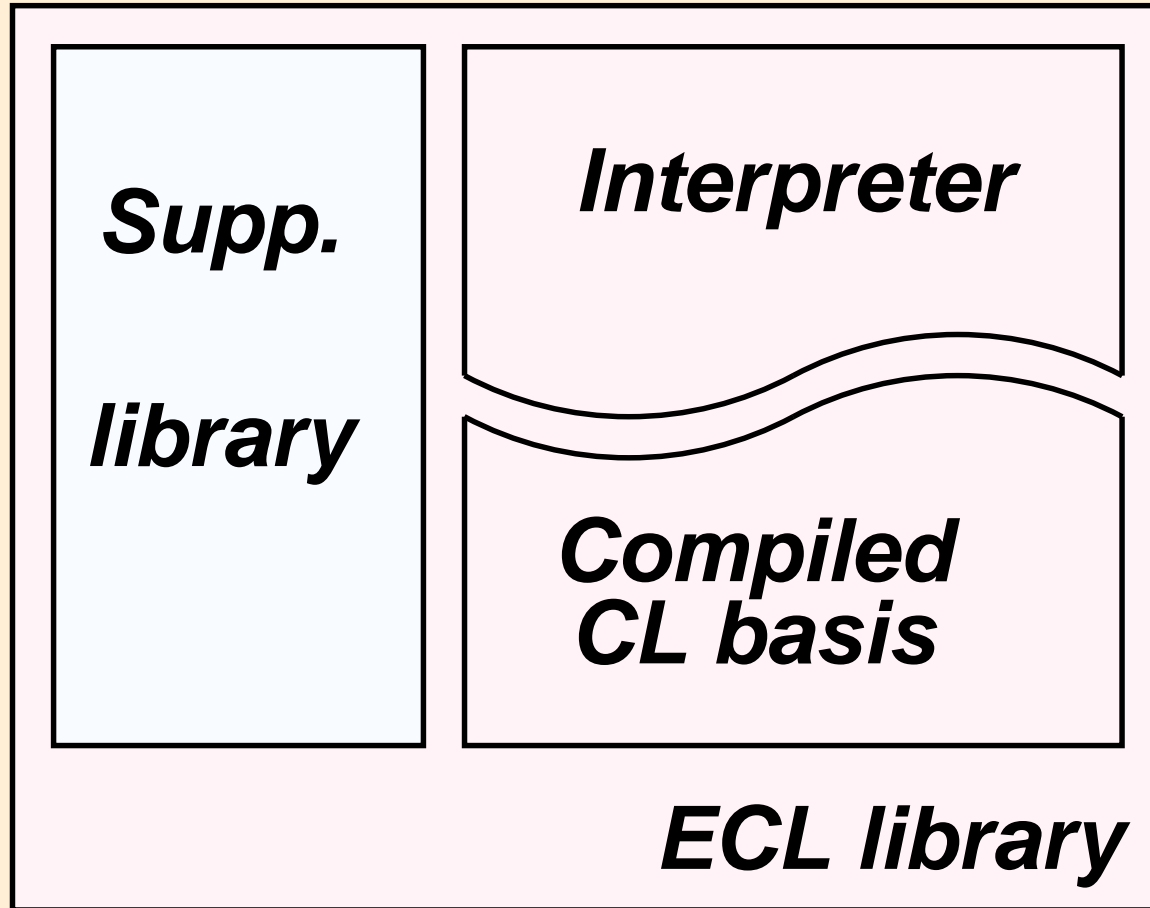 Supp.
library
Interpreter
Compiled
CL basis
ECL library